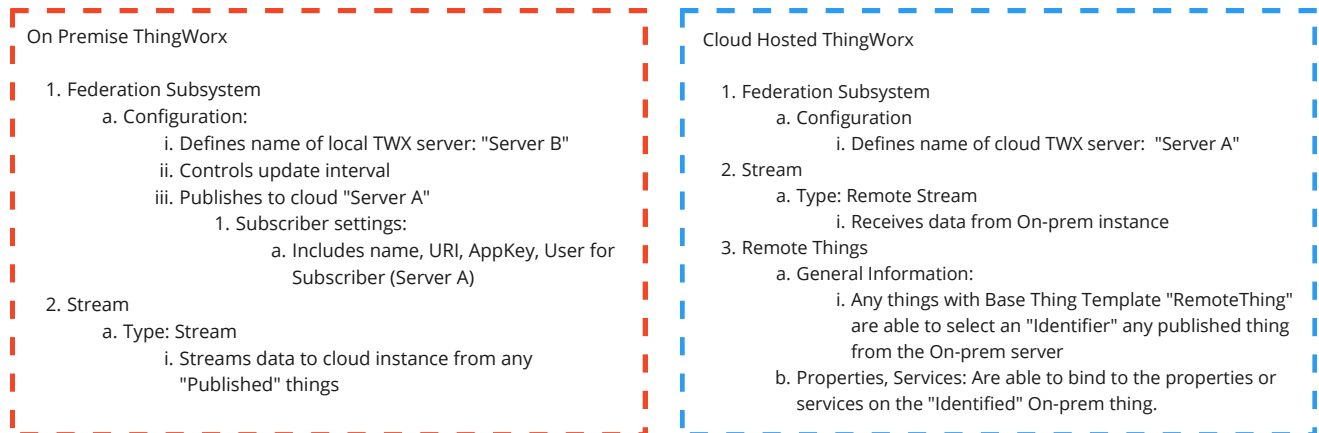 On Premise ThingWorx
1. Federation Subsystem
a. Configuration:
i. Defines name of local TWX server: "Server B"
ii. Controls update interval
iii. Publishes to cloud "Server A"
1. Subscriber settings:
a. Includes name, URI, AppKey, User for
Subscriber (Server A)
2. Stream
a. Type: Stream
i. Streams data to cloud instance from any
"Published" things
Cloud Hosted ThingWorx
1. Federation Subsystem
a. Configuration
i. Defines name of cloud TWX server:  "Server A"
2. Stream
a. Type: Remote Stream
i. Receives data from On-prem instance
3. Remote Things
a. General Information:
i. Any things with Base Thing Template "RemoteThing"
are able to select an "Identifier" any published thing
from the On-prem server
b. Properties, Services: Are able to bind to the properties or
services on the "Identified" On-prem thing.